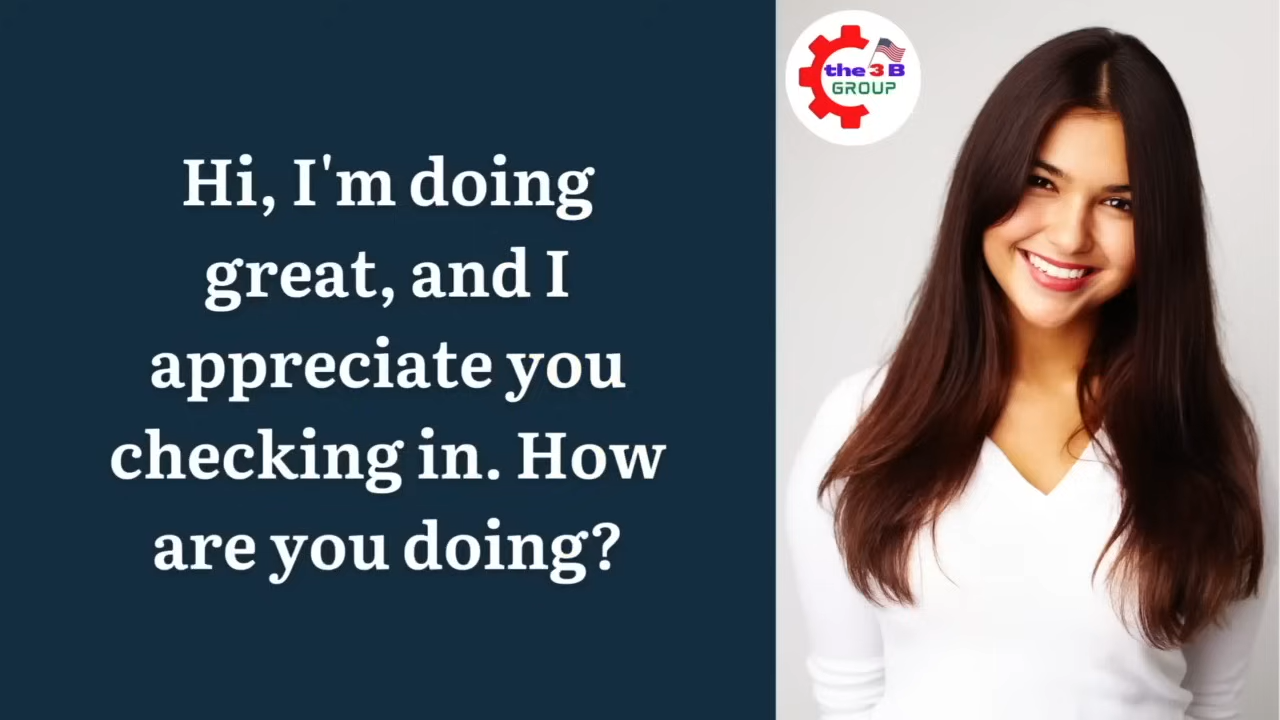 Hi, I'm doing
great, and I
appreciate you
checking in. How
are you doing?
the 3 B
GROUP